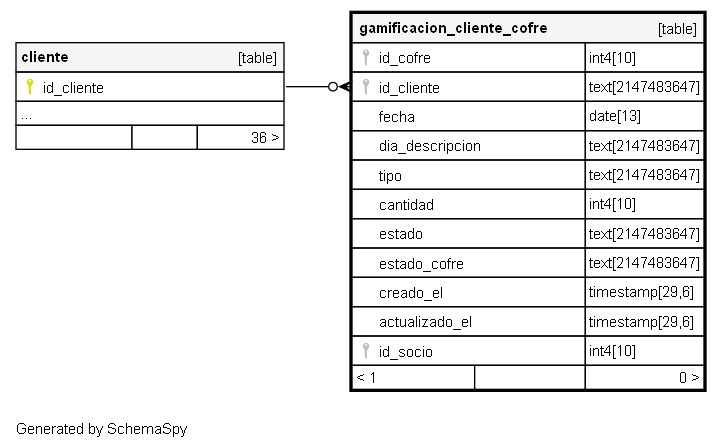 cliente [table]
id_cliente
...
36 >
gamificacion_cliente_cofre [table]
id_cofre int4[10]
id_cliente text[2147483647]
fecha date[13]
dia_descripcion text[2147483647]
tipo text[2147483647]
cantidad int4[10]
estado text[2147483647]
estado_cofre text[2147483647]
creado_el timestamp[29,6]
actualizado_el timestamp[29,6]
id_socio int4[10]
< 1 0 >
Generated by SchemaSpy